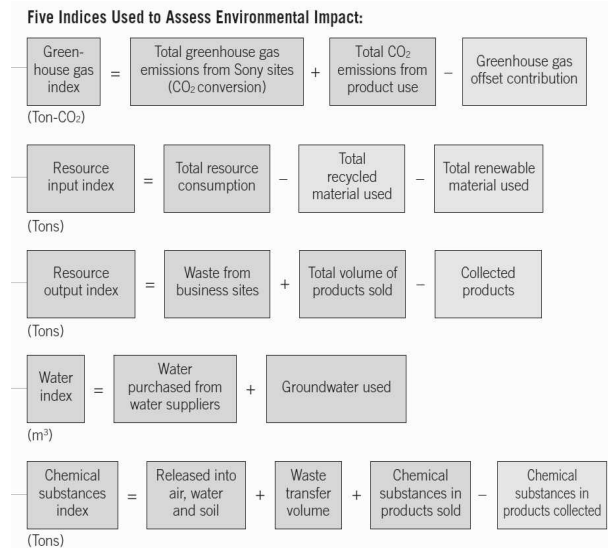 Five Indices Used to Assess Environmental Impact:
Green-
house gas
index
=
Total greenhouse gas
emissions from Sony sites
(CO₂ conversion)
+
Total CO₂
emissions from
product use
−
Greenhouse gas
offset contribution
(Ton-CO₂)
Resource
input index
=
Total resource
consumption
−
Total
recycled
material used
−
Total renewable
material used
(Tons)
Resource
output index
=
Waste from
business sites
+
Total volume of
products sold
−
Collected
products
(Tons)
Water
index
=
Water
purchased from
water suppliers
+
Groundwater used
(m³)
Chemical
substances
index
=
Released into
air, water
and soil
+
Waste
transfer
volume
+
Chemical
substances in
products sold
−
Chemical
substances in
products collected
(Tons)